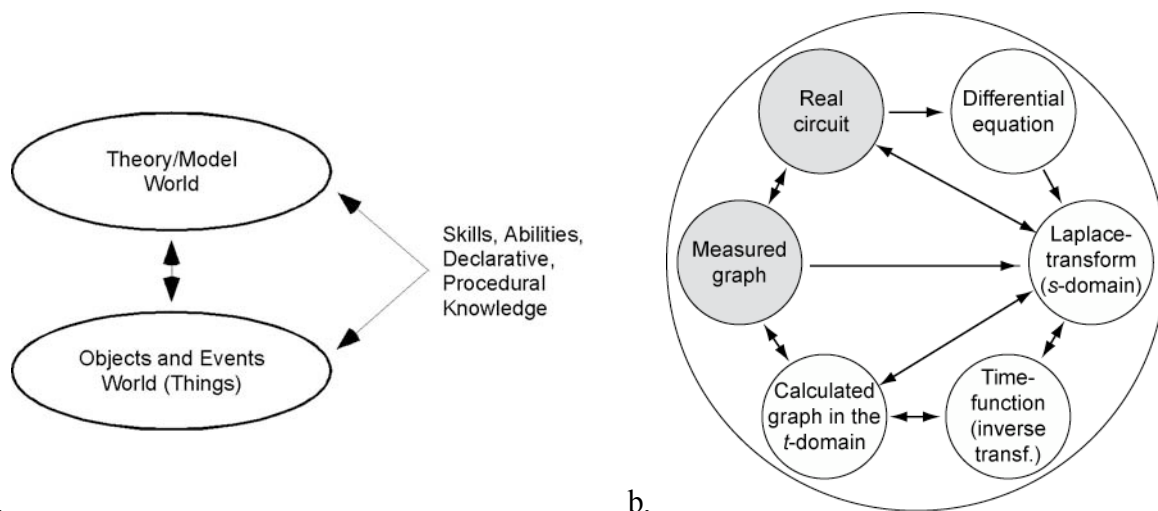 Theory/Model
World
Objects and Events
World (Things)
Skills, Abilities,
Declarative,
Procedural
Knowledge
Real
circuit
Differential
equation
Measured
graph
Laplace-
transform
(s-domain)
Calculated
graph in the
t-domain
Time-
function
(inverse
transf.)
b.